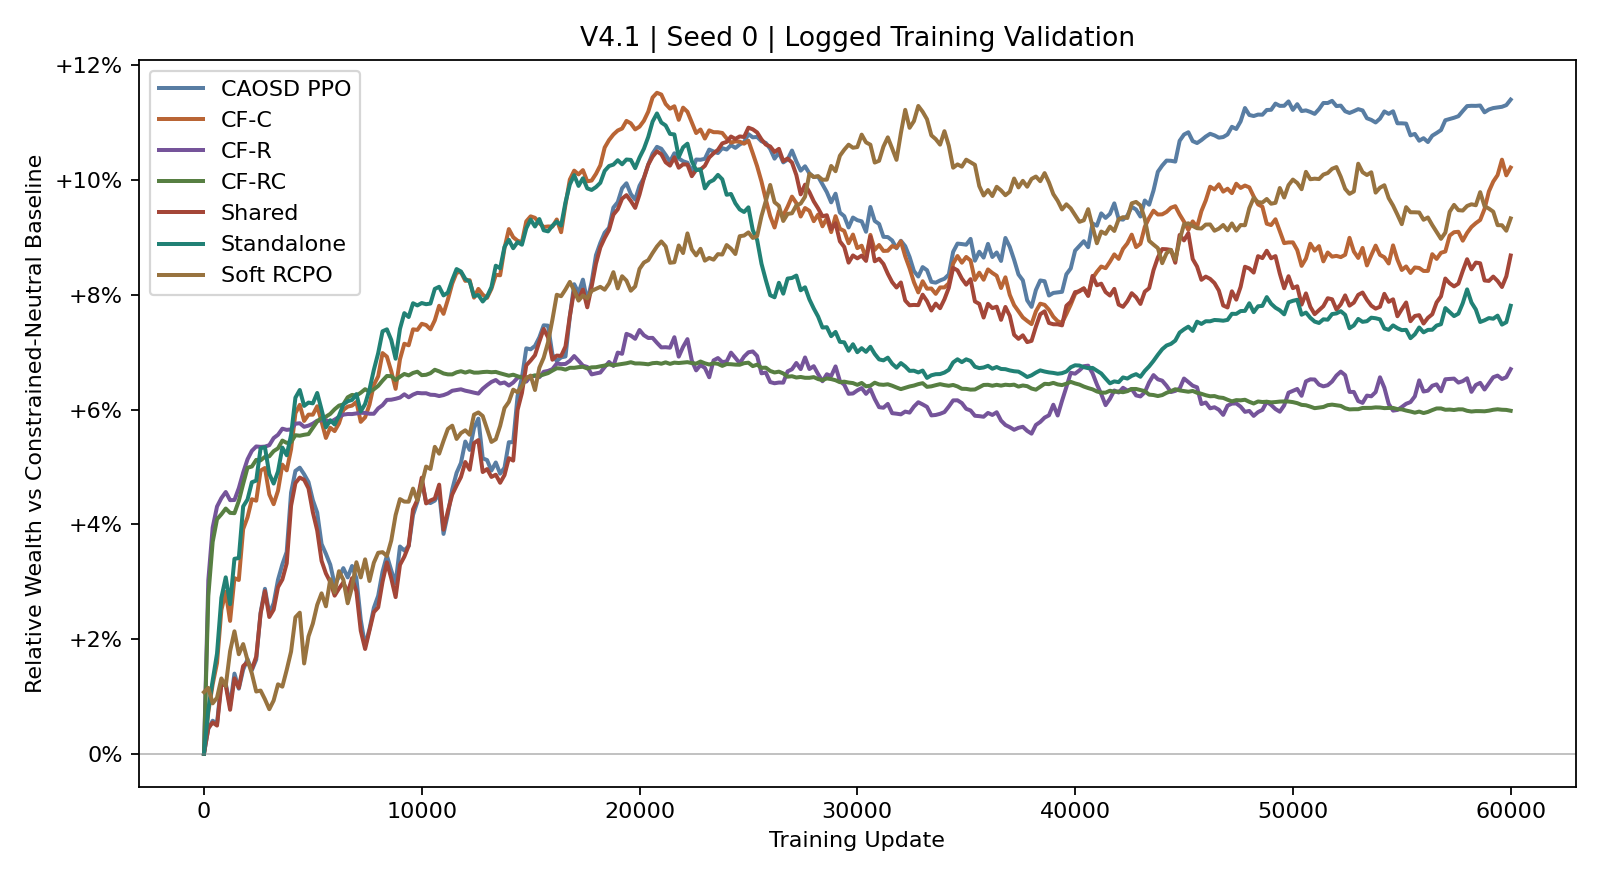 V4.1 | Seed 0 | Logged Training Validation
Relative Wealth vs Constrained-Neutral Baseline
+12%
+10%
+8%
+6%
+4%
+2%
0%
CAOSD PPO
CF-C
CF-R
CF-RC
Shared
Standalone
Soft RCPO
0
10000
20000
30000
40000
50000
60000
Training Update